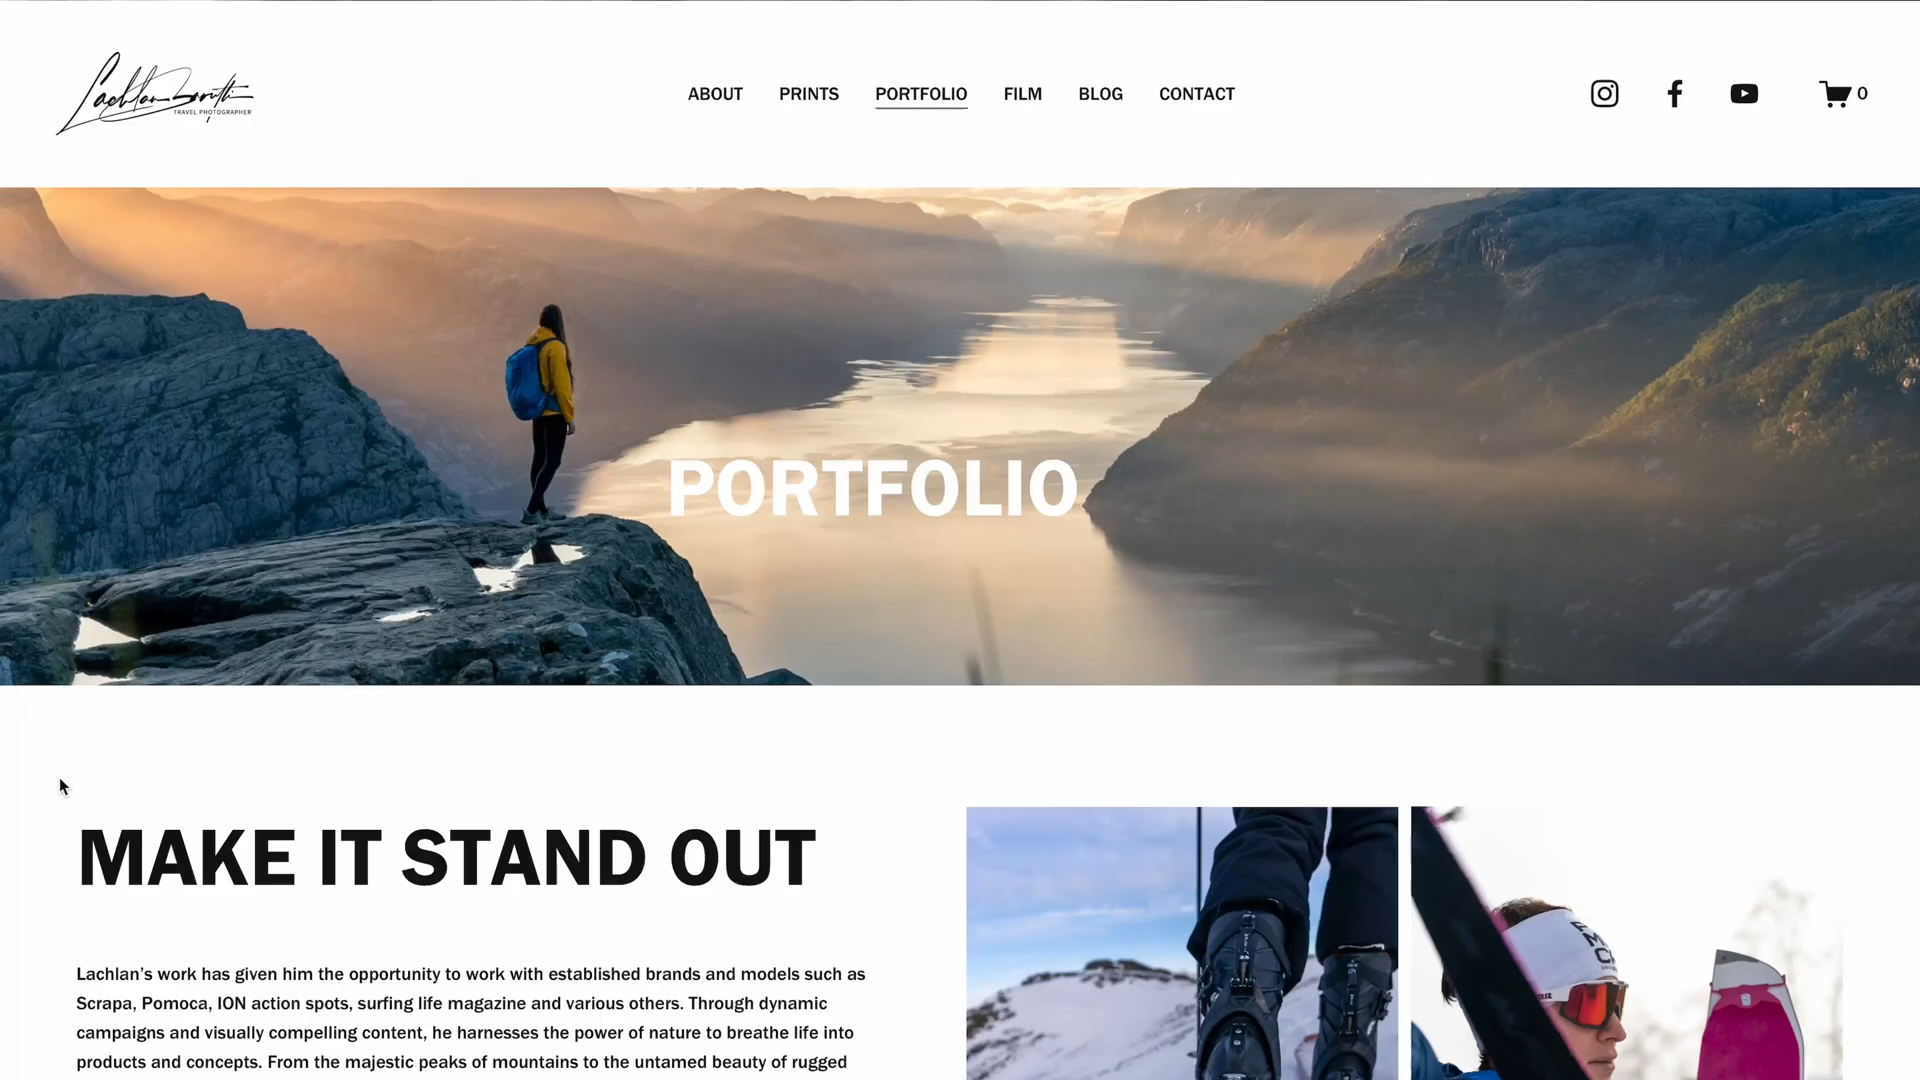 Lachlan Smith
TRAVEL PHOTOGRAPHER
ABOUT PRINTS PORTFOLIO FILM BLOG CONTACT
0
PORTFOLIO
MAKE IT STAND OUT
Lachlan’s work has given him the opportunity to work with established brands and models such as
Scrapa, Pomoca, ION action spots, surfing life magazine and various others. Through dynamic
campaigns and visually compelling content, he harnesses the power of nature to breathe life into
products and concepts. From the majestic peaks of mountains to the untamed beauty of rugged